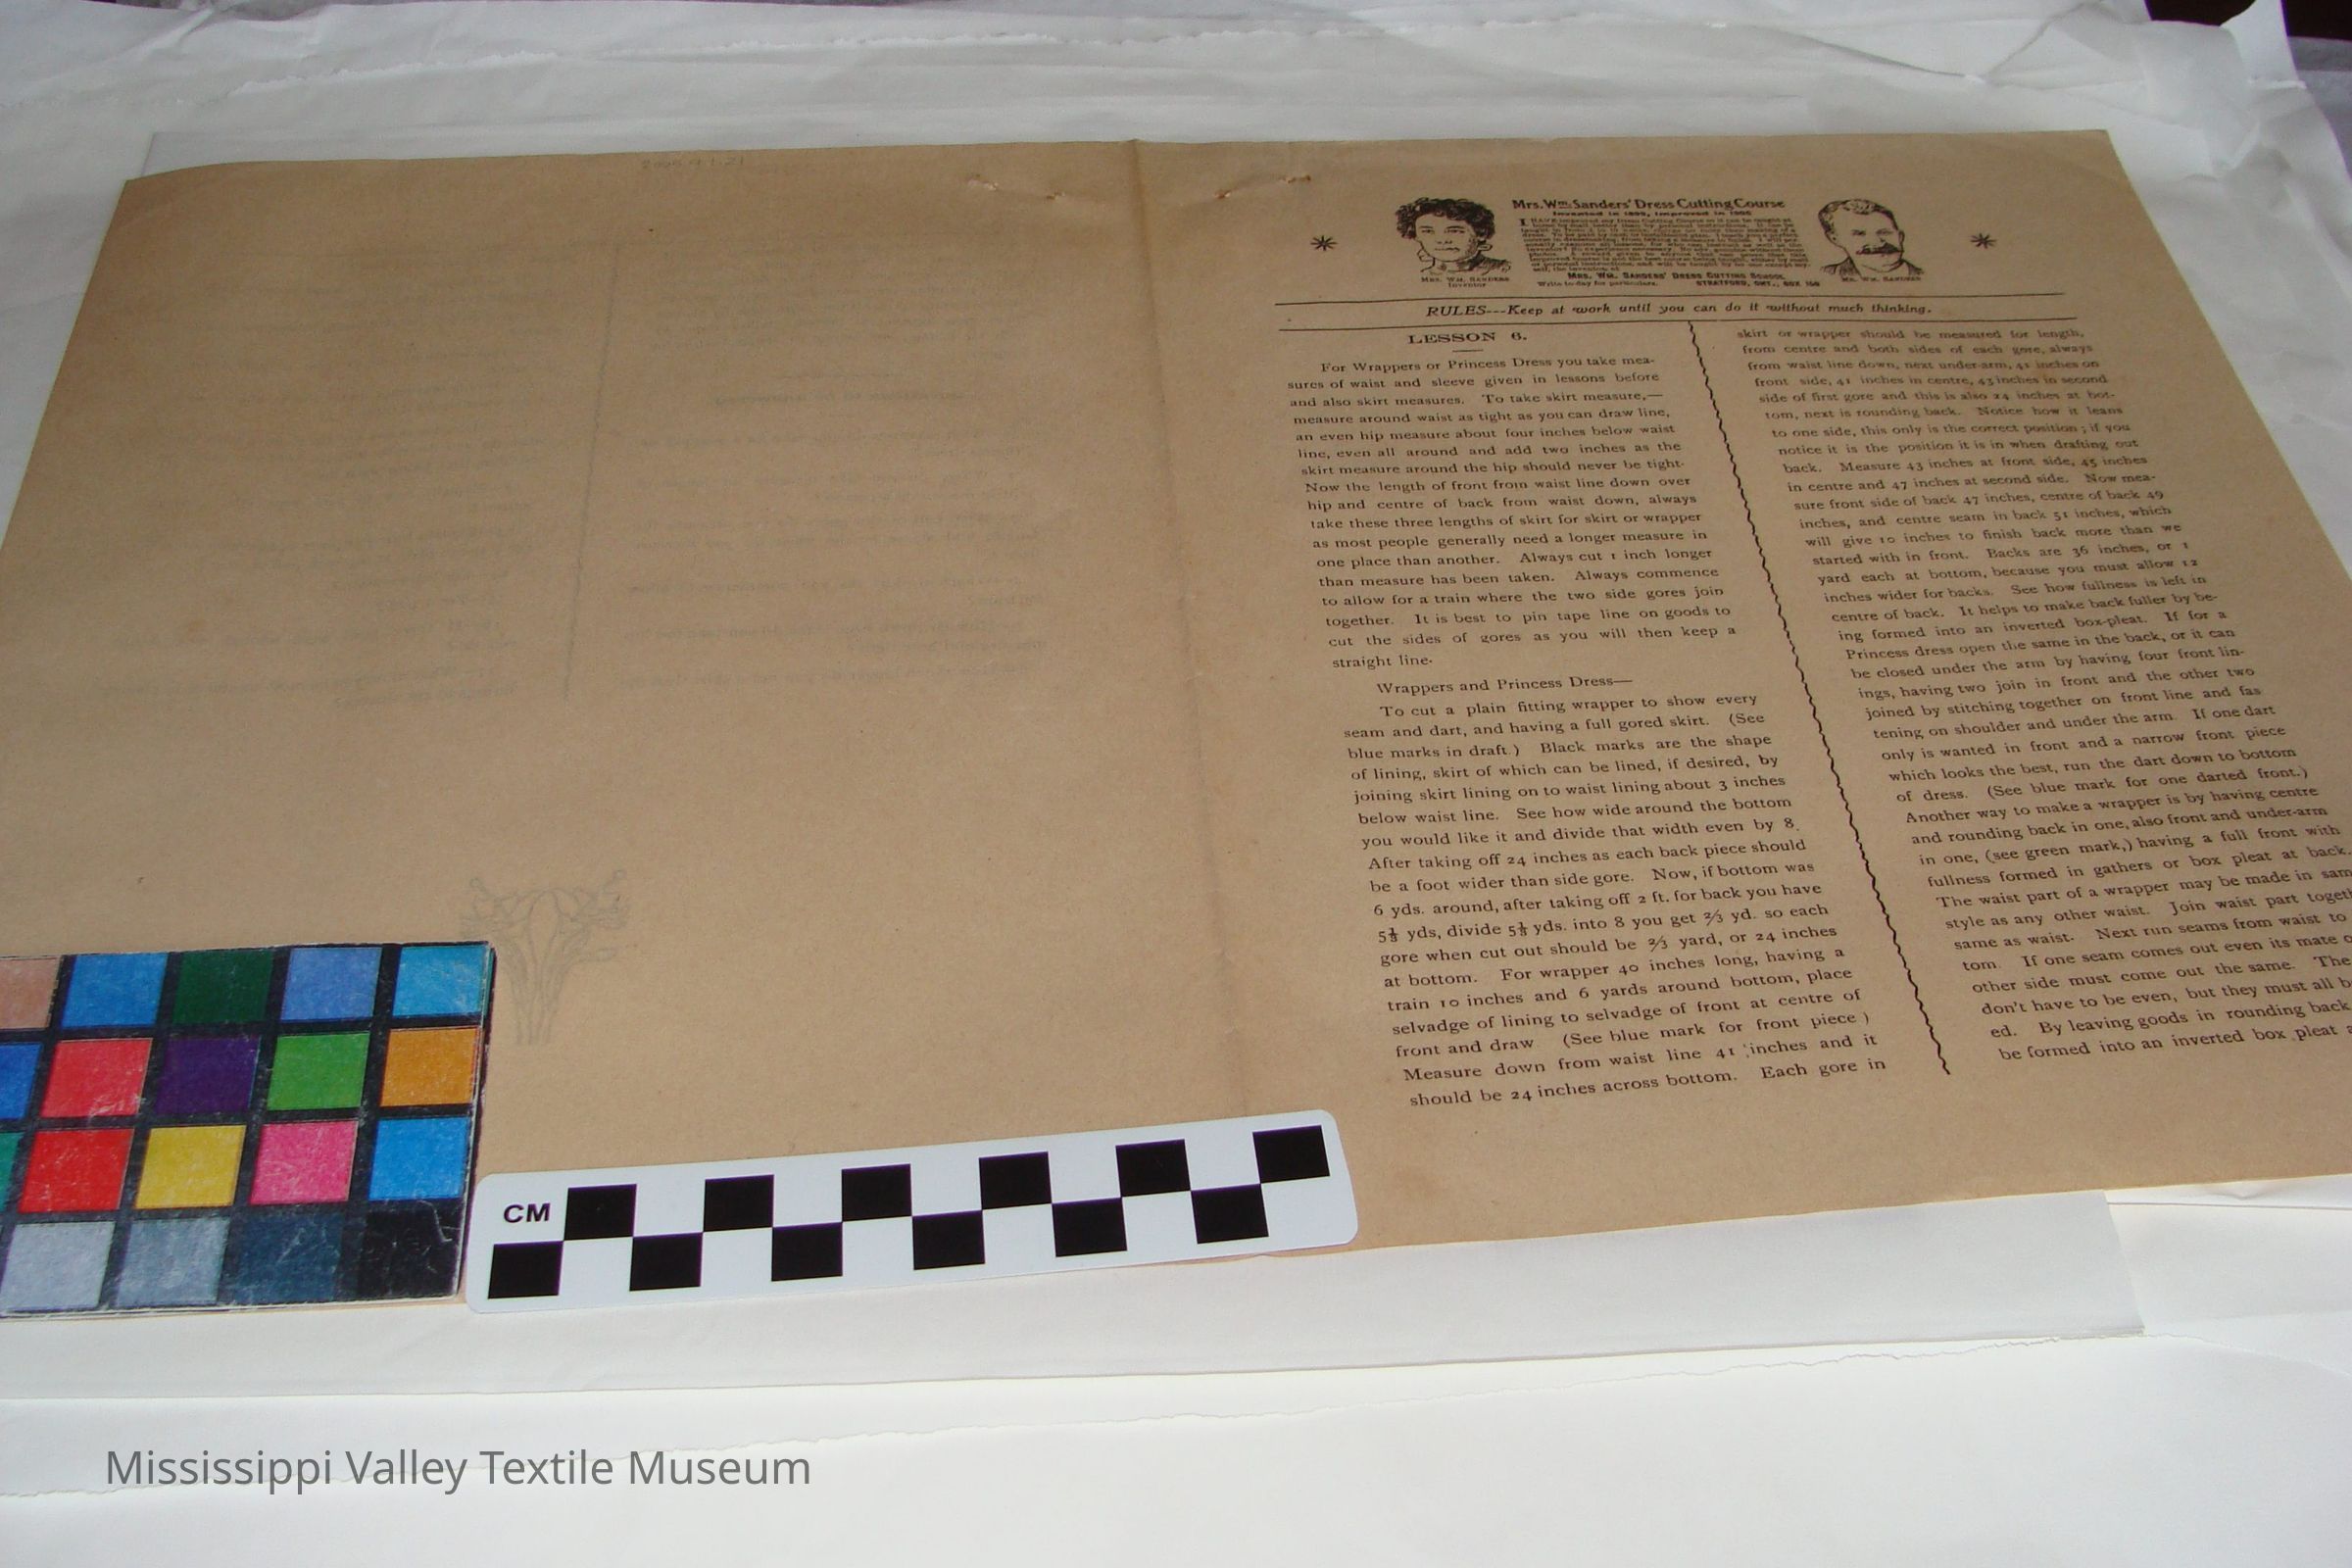 Mrs. Wm. Sanders' Dress Cutting Course
MRS. WM. SANDERS
Inventor
MRS. WM. SANDERS' DRESS CUTTING SCHOOL
Write to-day for particulars. STRATFORD, ONT., BOX
MR. WM. SANDERS
RULES---Keep at work until you can do it without much thinking.
LESSON 6.
For Wrappers or Princess Dress you take mea-
sures of waist and sleeve given in lessons before
and also skirt measures. To take skirt measure,—
measure around waist as tight as you can draw line,
an even hip measure about four inches below waist
line, even all around and add two inches as the
skirt measure around the hip should never be tight.
Now the length of front from waist line down over
hip and centre of back from waist down, always
take these three lengths of skirt for skirt or wrapper
as most people generally need a longer measure in
one place than another. Always cut 1 inch longer
than measure has been taken. Always commence
to allow for a train where the two side gores join
together. It is best to pin tape line on goods to
cut the sides of gores as you will then keep a
straight line.
Wrappers and Princess Dress—
To cut a plain fitting wrapper to show every
seam and dart, and having a full gored skirt. (See
blue marks in draft.) Black marks are the shape
of lining, skirt of which can be lined, if desired, by
joining skirt lining on to waist lining about 3 inches
below waist line. See how wide around the bottom
you would like it and divide that width even by 8.
After taking off 24 inches as each back piece should
be a foot wider than side gore. Now, if bottom was
6 yds. around, after taking off 2 ft. for back you have
5⅓ yds, divide 5⅓ yds. into 8 you get ⅔ yd. so each
gore when cut out should be ⅔ yard, or 24 inches
at bottom. For wrapper 40 inches long, having a
train 10 inches and 6 yards around bottom, place
selvadge of lining to selvadge of front at centre of
front and draw (See blue mark for front piece )
Measure down from waist line 41 inches and it
should be 24 inches across bottom. Each gore in
skirt or wrapper should be measured for length,
from centre and both sides of each gore, always
from waist line down, next under-arm, 41 inches on
front side, 41 inches in centre, 43 inches in second
side of first gore and this is also 24 inches at bot-
tom, next is rounding back. Notice how it leans
to one side, this only is the correct position; if you
notice it is the position it is in when drafting out
back. Measure 43 inches at front side, 45 inches
in centre and 47 inches at second side. Now mea-
sure front side of back 47 inches, centre of back 49
inches, and centre seam in back 51 inches, which
will give 10 inches to finish back more than we
started with in front. Backs are 36 inches, or 1
yard each at bottom, because you must allow 12
inches wider for backs. See how fullness is left in
centre of back. It helps to make back fuller by be-
ing formed into an inverted box-pleat. If for a
Princess dress open the same in the back, or it can
be closed under the arm by having four front lin-
ings, having two join in front and the other two
joined by stitching together on front line and fas
tening on shoulder and under the arm. If one dart
only is wanted in front and a narrow front piece
which looks the best, run the dart down to bottom
of dress. (See blue mark for one darted front.)
Another way to make a wrapper is by having centre
and rounding back in one, also front and under-arm
in one, (see green mark,) having a full front with
fullness formed in gathers or box pleat at back.
The waist part of a wrapper may be made in sam
style as any other waist. Join waist part togeth
same as waist. Next run seams from waist to
tom. If one seam comes out even its mate o
other side must come out the same. The
don't have to be even, but they must all b
ed. By leaving goods in rounding back
be formed into an inverted box pleat a
CM
Mississippi Valley Textile Museum